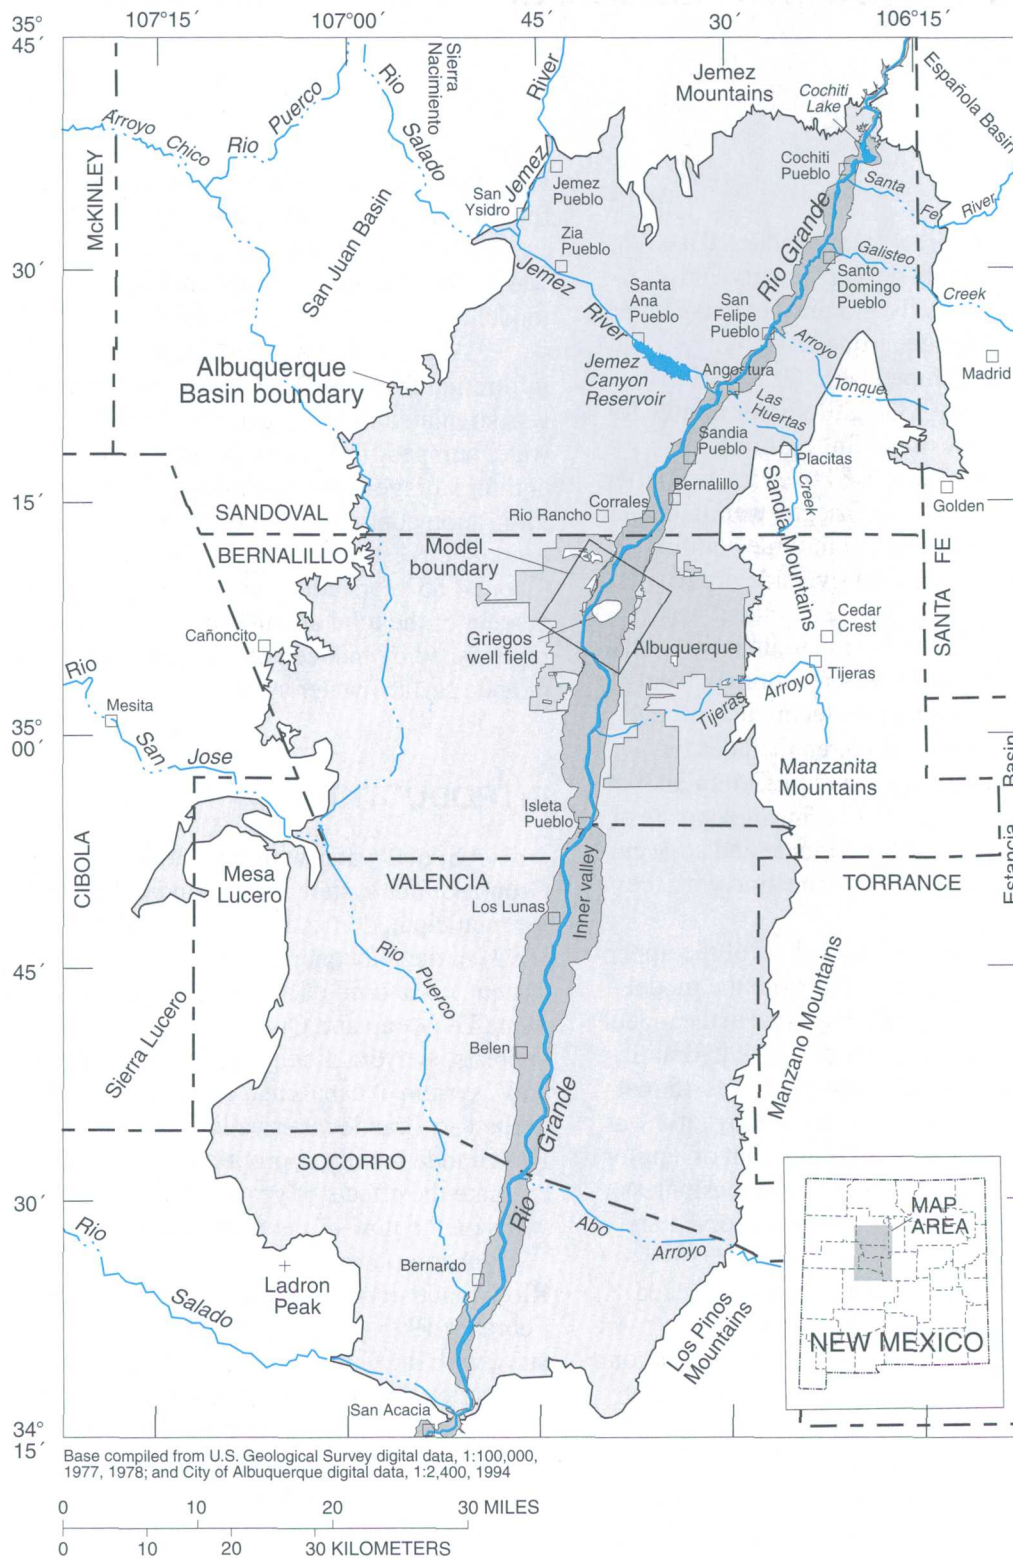 35°
45´
107°15´
107°00´
45´
30´
106°15´
Sierra
Nacimiento
River
Jemez
Mountains
Cochiti
Lake
Española Basin
Arroyo
Chico
Rio
Puerco
Rio
Salado
McKINLEY
San Juan Basin
San
Ysidro
Jemez
Jemez
Pueblo
Cochiti
Pueblo
Santa
Fe
River
Zia
Pueblo
Rio Grande
Galisteo
Creek
30´
Jemez
River
Santa
Ana
Pueblo
San
Felipe
Pueblo
Santo
Domingo
Pueblo
Arroyo
Tonque
Madrid
Albuquerque
Basin boundary
Jemez
Canyon
Reservoir
Angostura
Las
Huertas
Creek
Sandia
Pueblo
Placitas
Bernalillo
Golden
15´
SANDOVAL
BERNALILLO
Rio Rancho
Corrales
Sandia Mountains
SANTA FE
Model
boundary
Griegos
well field
Albuquerque
Cedar
Crest
Cañoncito
Tijeras
Tijeras
Arroyo
Rio
San
Jose
Mesita
35°
00´
Manzanita
Mountains
Estancia Basin
Isleta
Pueblo
CIBOLA
Mesa
Lucero
VALENCIA
TORRANCE
Inner valley
Los Lunas
Rio
Puerco
45´
Sierra Lucero
Manzano Mountains
Belen
Rio
Grande
SOCORRO
30´
Abo
Arroyo
Rio
Salado
Bernardo
Ladron
Peak
Los Pinos
Mountains
MAP
AREA
NEW MEXICO
San Acacia
34°
15´
Base compiled from U.S. Geological Survey digital data, 1:100,000,
1977, 1978; and City of Albuquerque digital data, 1:2,400, 1994
0 10 20 30 MILES
0 10 20 30 KILOMETERS